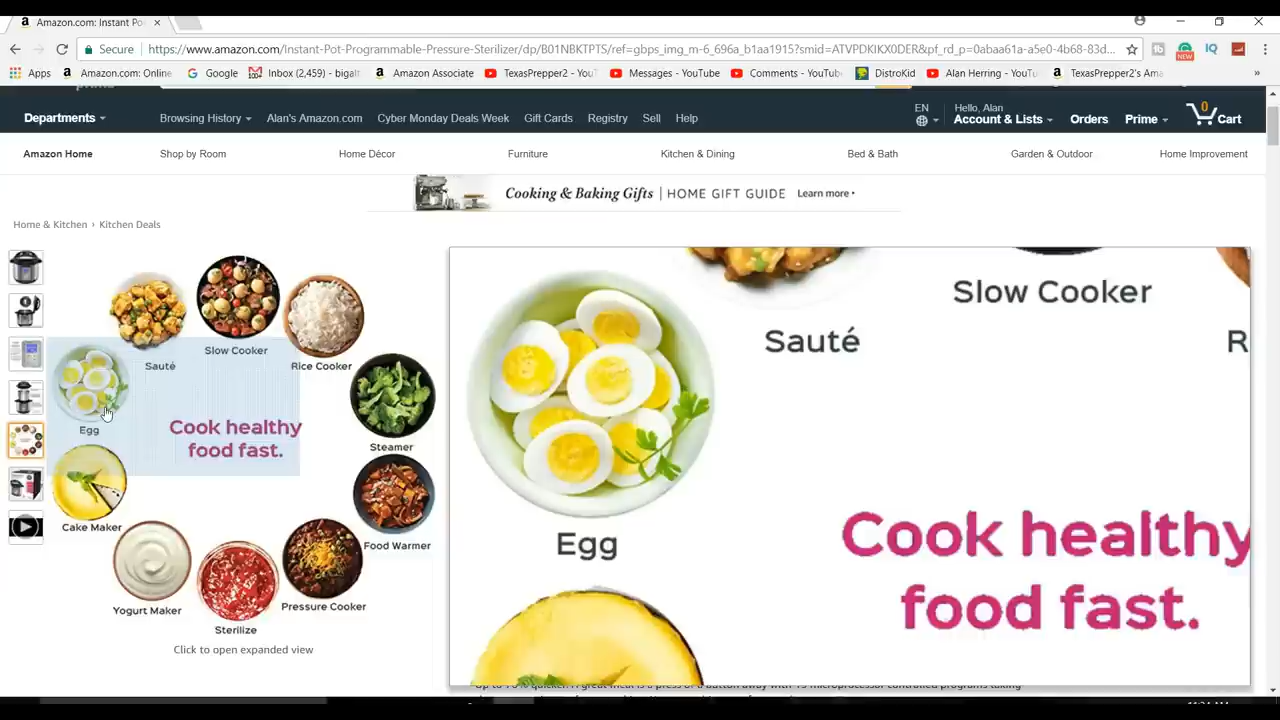 Amazon.com: Instant Po
Secure
https://www.amazon.com/Instant-Pot-Programmable-Pressure-Sterilizer/dp/B01NBKTPTS/ref=gbps_img_m-6_696a_b1aa1915?smid=ATVPDKIKX0DER&pf_rd_p=0abaa61a-a5e0-4b68-83d...
NEW
IQ
Apps
Amazon.com: Online
Google
Inbox (2,459) - bigalt
Amazon Associate
TexasPrepper2 - You
Messages - YouTube
Comments - YouTube
DistroKid
Alan Herring - YouTu
TexasPrepper2's Ama
prime
Departments
Browsing History
Alan's Amazon.com
Cyber Monday Deals Week
Gift Cards
Registry
Sell
Help
EN
Hello, Alan
Account & Lists
Orders
Prime
0
Cart
Amazon Home
Shop by Room
Home Décor
Furniture
Kitchen & Dining
Bed & Bath
Garden & Outdoor
Home Improvement
Cooking & Baking Gifts | HOME GIFT GUIDE Learn more
Home & Kitchen › Kitchen Deals
Slow Cooker
Sauté
Rice Cooker
Egg
Cook healthy
food fast.
Steamer
Cake Maker
Food Warmer
Yogurt Maker
Pressure Cooker
Sterilize
Click to open expanded view
Slow Cooker
Sauté
R
Egg
Cook healthy
food fast.